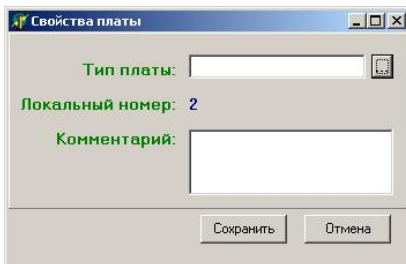 Свойства платы
Тип платы:
...
Локальный номер: 2
Комментарий:
Сохранить Отмена